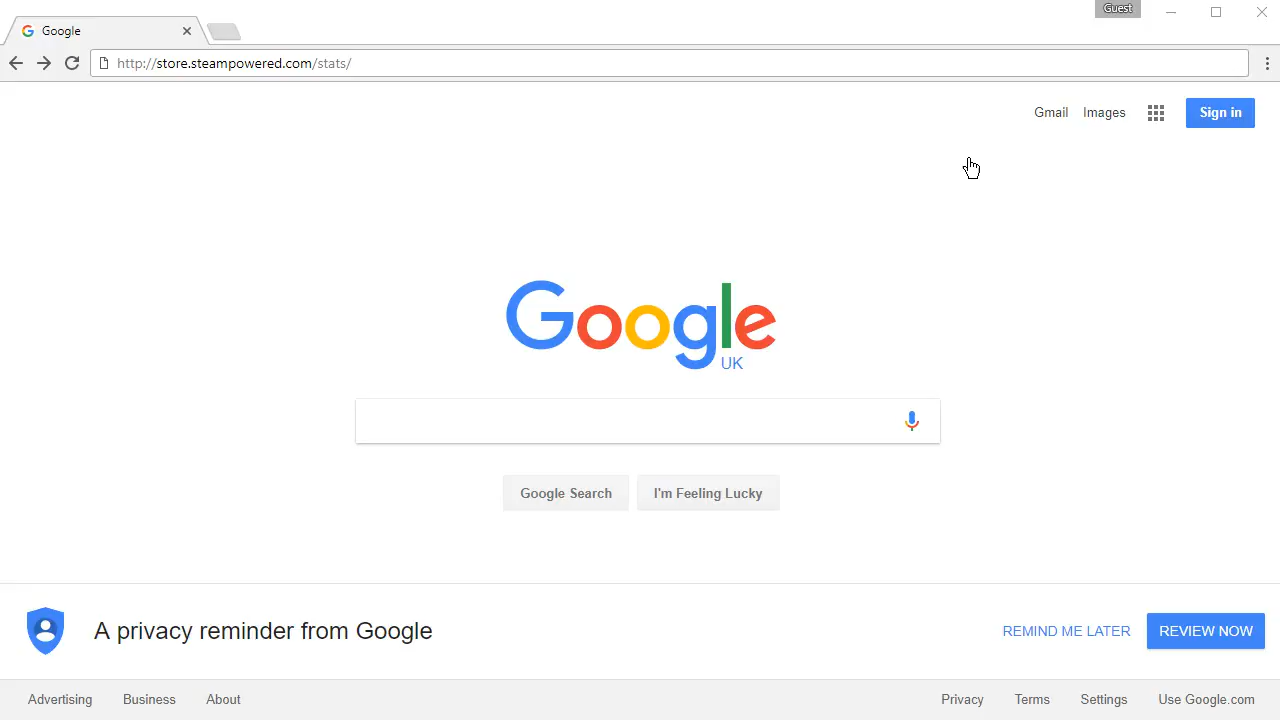 Guest
Google
http://store.steampowered.com/stats/
Gmail Images Sign in
Google
UK
Google Search I'm Feeling Lucky
A privacy reminder from Google REMIND ME LATER REVIEW NOW
Advertising Business About Privacy Terms Settings Use Google.com